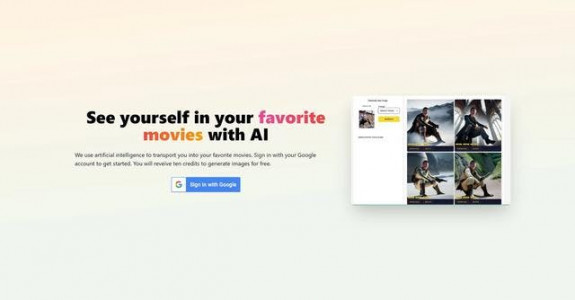 See yourself in your favorite
movies with AI
We use artificial intelligence to transport you into your favorite movies. Sign in with your Google
account to get started. You will receive ten credits to generate images for free.
G Sign in with Google